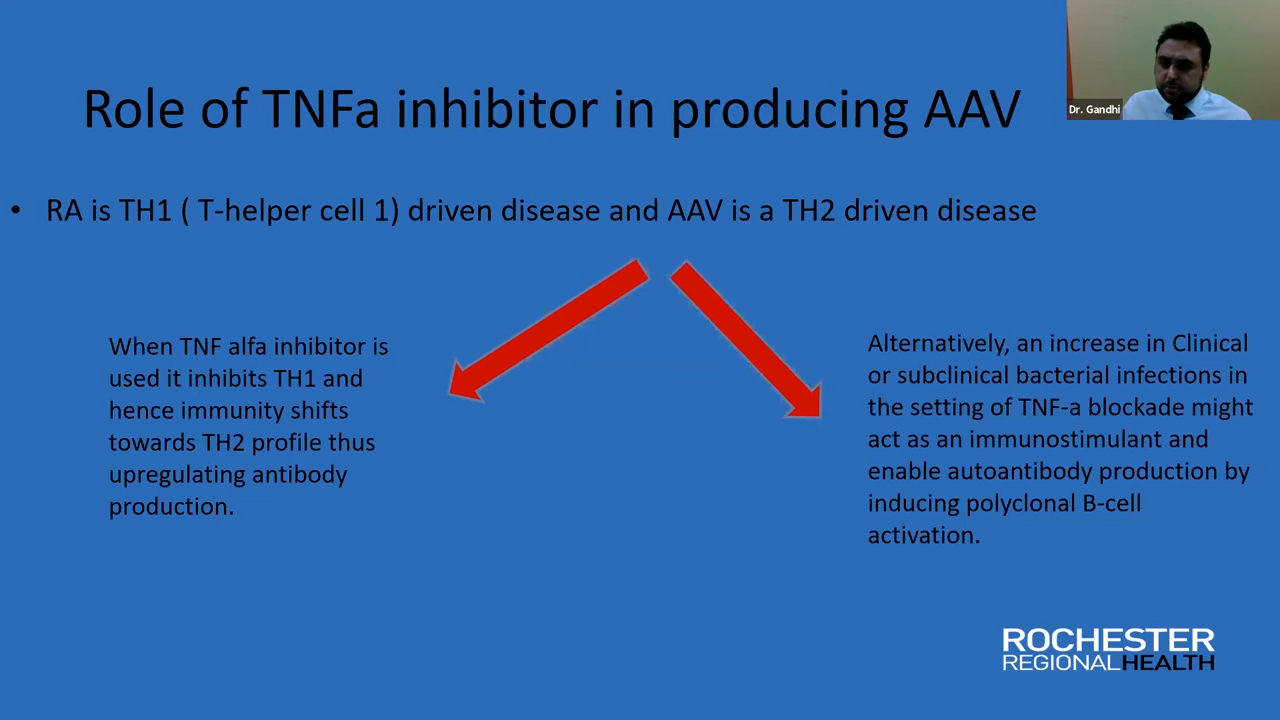 Role of TNFa inhibitor in producing AAV
Dr. Gandhi
• RA is TH1 ( T-helper cell 1) driven disease and AAV is a TH2 driven disease
When TNF alfa inhibitor is
used it inhibits TH1 and
hence immunity shifts
towards TH2 profile thus
upregulating antibody
production.
Alternatively, an increase in Clinical
or subclinical bacterial infections in
the setting of TNF-a blockade might
act as an immunostimulant and
enable autoantibody production by
inducing polyclonal B-cell
activation.
ROCHESTER
REGIONALHEALTH